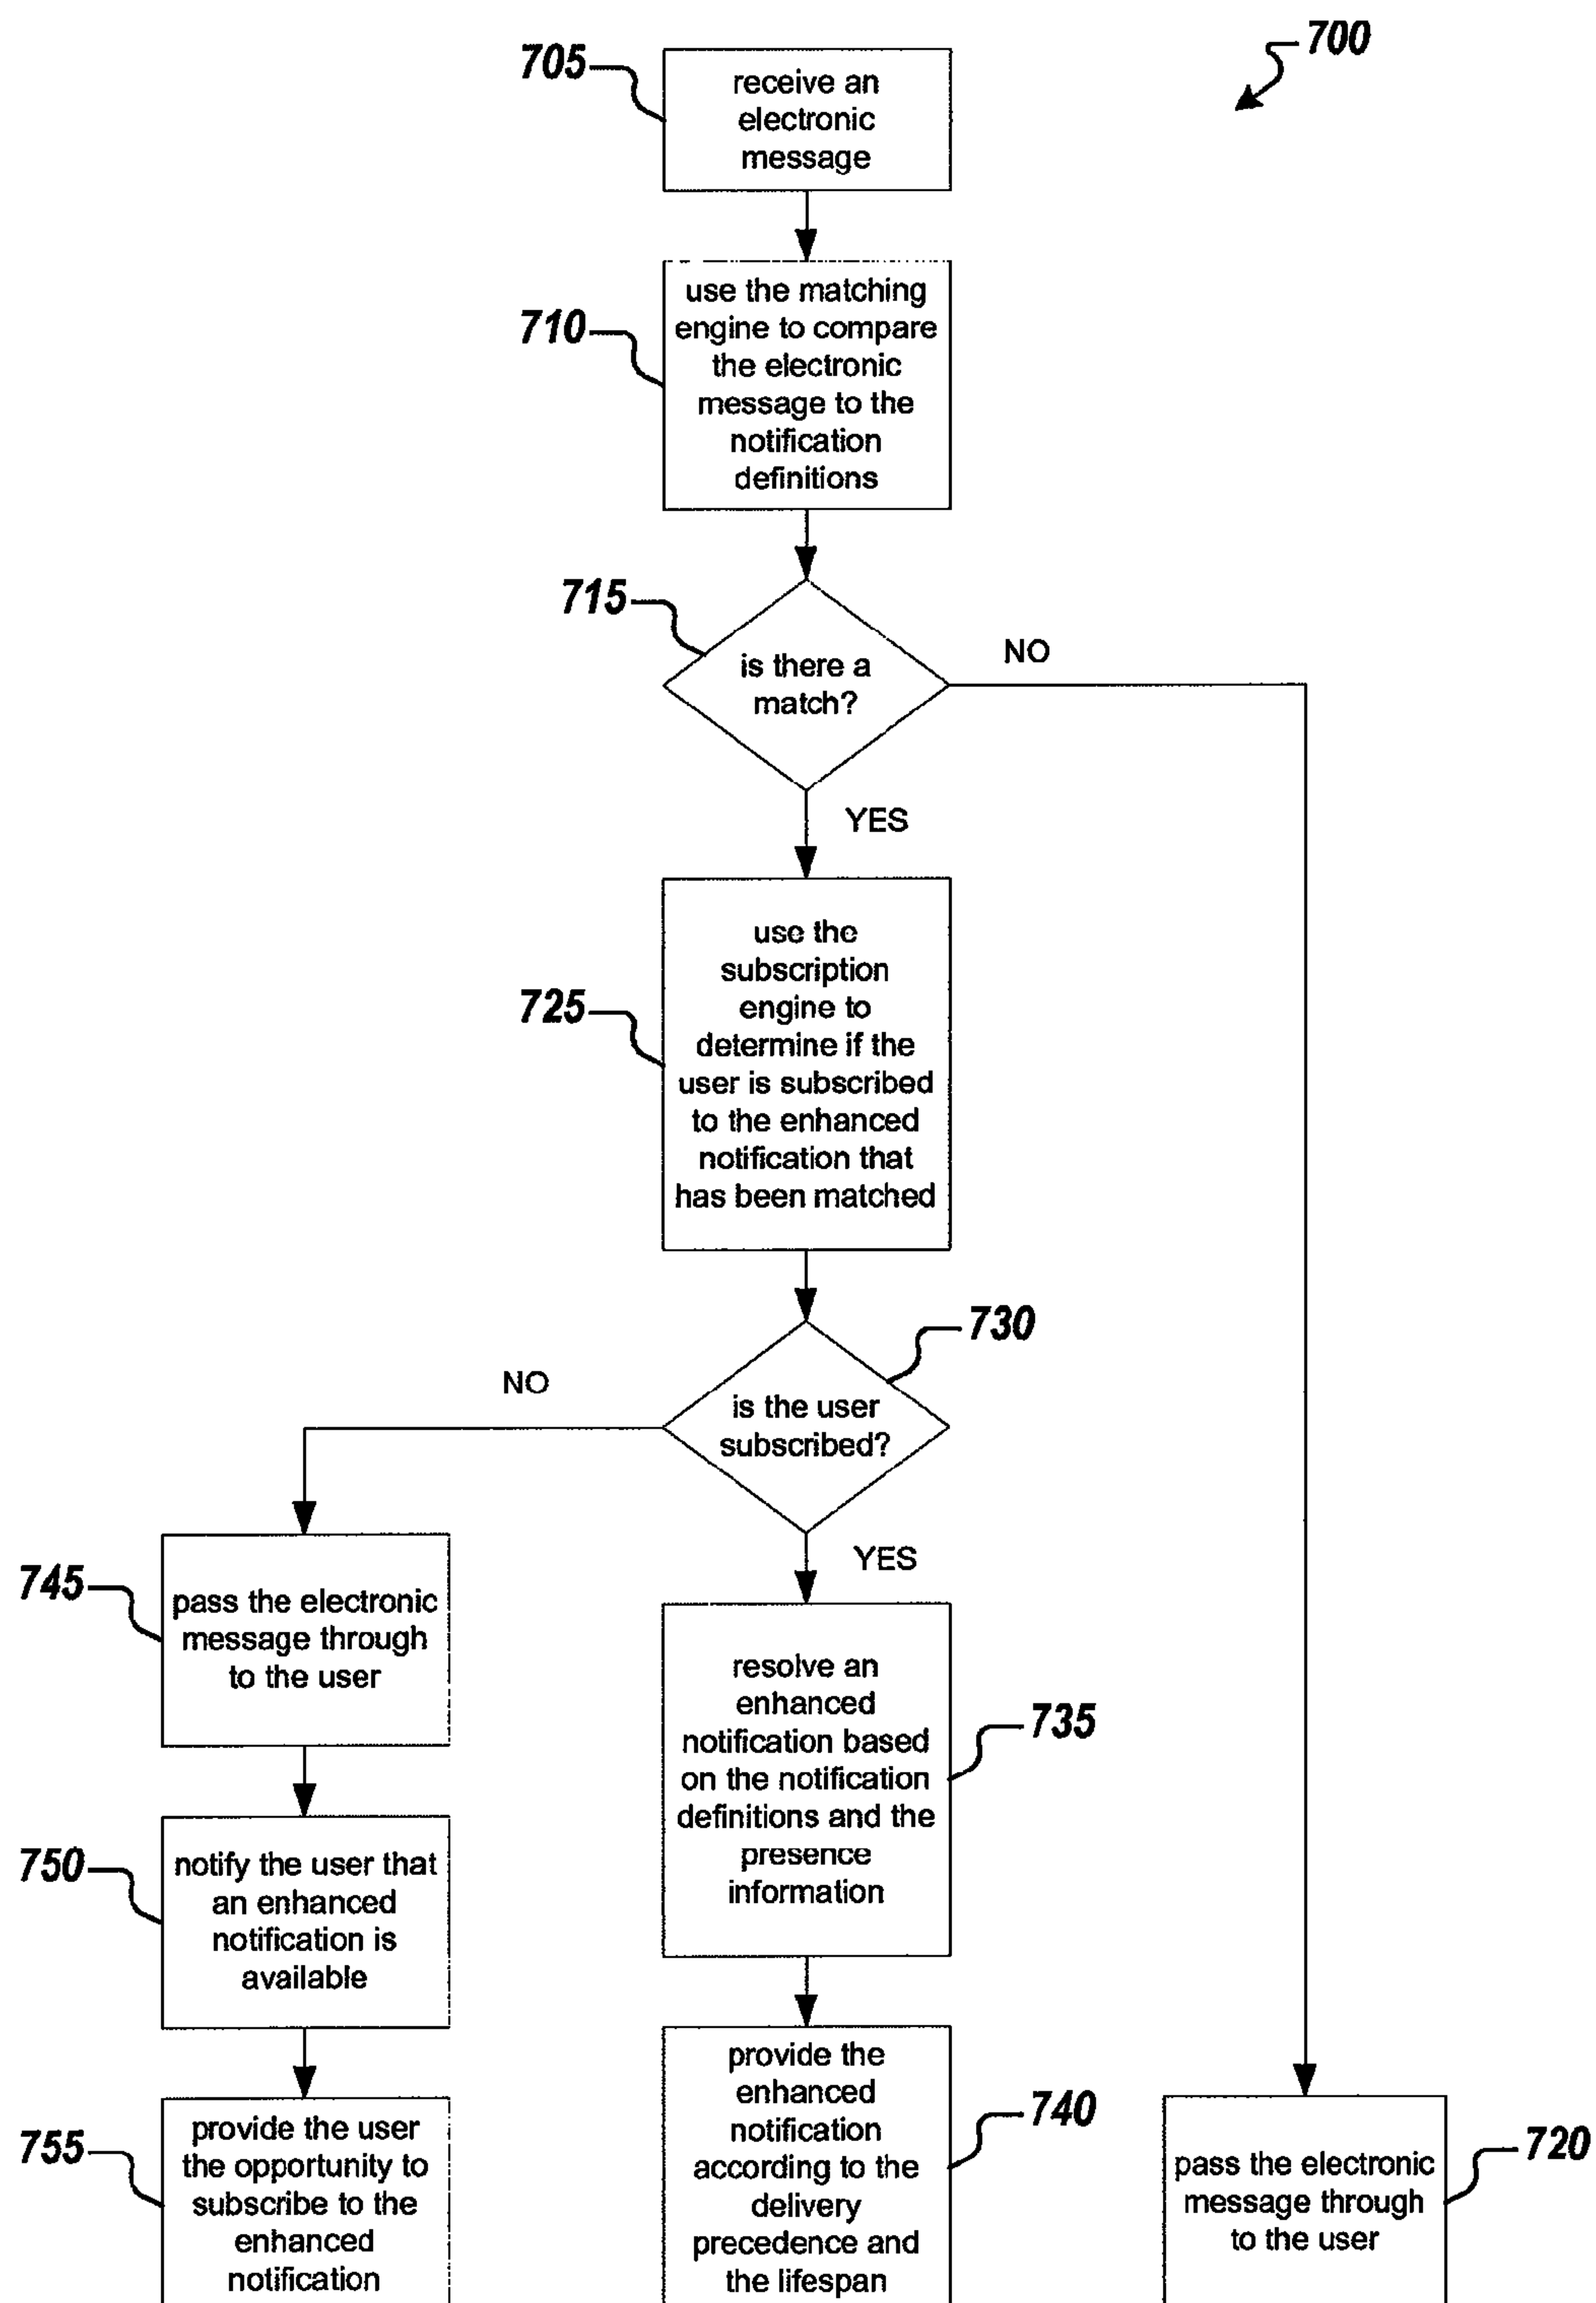 700
705
receive an
electronic
message
710
use the matching
engine to compare
the electronic
message to the
notification
definitions
715
is there a
match?
NO
YES
725
use the
subscription
engine to
determine if the
user is subscribed
to the enhanced
notification that
has been matched
730
is the user
subscribed?
NO
YES
745
pass the electronic
message through
to the user
735
resolve an
enhanced
notification based
on the notification
definitions and the
presence
information
750
notify the user that
an enhanced
notification is
available
755
provide the user
the opportunity to
subscribe to the
enhanced
notification
740
provide the
enhanced
notification
according to the
delivery
precedence and
the lifespan
720
pass the electronic
message through
to the user